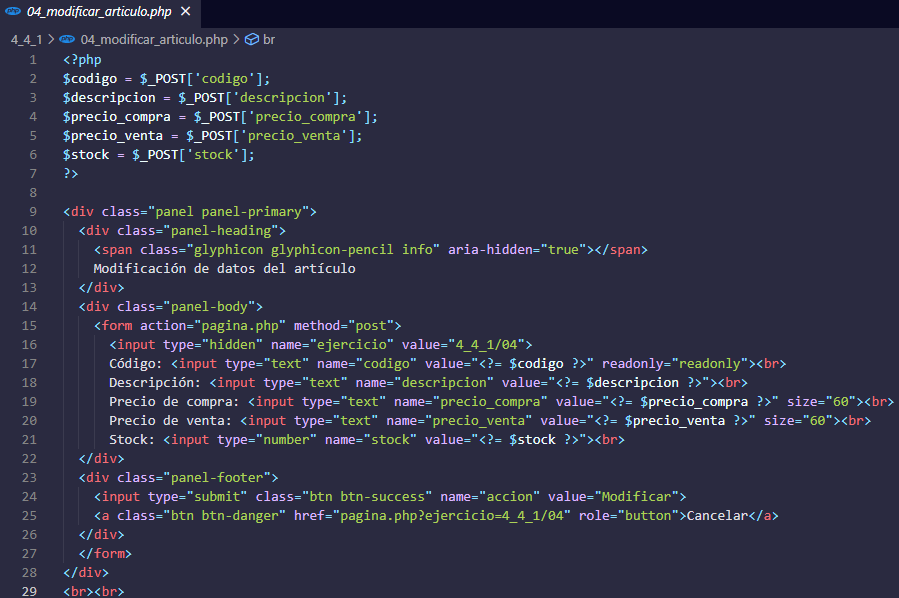 php 04_modificar_articulo.php ×
4_4_1 > php 04_modificar_articulo.php > br
1 <?php
2 $codigo = $_POST['codigo'];
3 $descripcion = $_POST['descripcion'];
4 $precio_compra = $_POST['precio_compra'];
5 $precio_venta = $_POST['precio_venta'];
6 $stock = $_POST['stock'];
7 ?>
8
9 <div class="panel panel-primary">
10 <div class="panel-heading">
11 <span class="glyphicon glyphicon-pencil info" aria-hidden="true"></span>
12 Modificación de datos del artículo
13 </div>
14 <div class="panel-body">
15 <form action="pagina.php" method="post">
16 <input type="hidden" name="ejercicio" value="4_4_1/04">
17 Código: <input type="text" name="codigo" value="<?= $codigo ?>" readonly="readonly"><br>
18 Descripción: <input type="text" name="descripcion" value="<?= $descripcion ?>"><br>
19 Precio de compra: <input type="text" name="precio_compra" value="<?= $precio_compra ?>" size="60"><br>
20 Precio de venta: <input type="text" name="precio_venta" value="<?= $precio_venta ?>" size="60"><br>
21 Stock: <input type="number" name="stock" value="<?= $stock ?>"><br>
22 </div>
23 <div class="panel-footer">
24 <input type="submit" class="btn btn-success" name="accion" value="Modificar">
25 <a class="btn btn-danger" href="pagina.php?ejercicio=4_4_1/04" role="button">Cancelar</a>
26 </div>
27 </form>
28 </div>
29 <br><br>